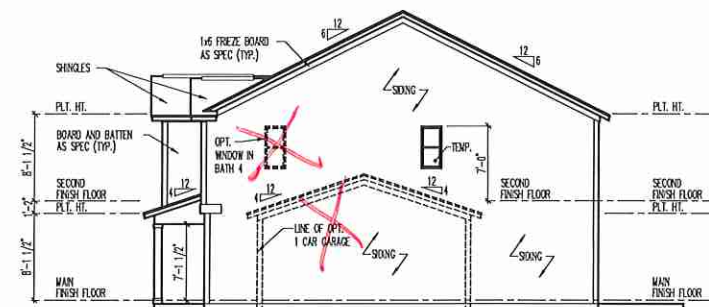 12
6
1x6 FRIEZE BOARD
AS SPEC (TYP.)
12
6
SHINGLES
SIDING
PLT. HT.
PLT. HT.
BOARD AND BATTEN
AS SPEC (TYP.)
OPT.
WINDOW IN
BATH 4
TEMP.
8'-1 1/2"
7'-0"
12
4
12
4
12
4
SECOND
FINISH FLOOR
SECOND
FINISH FLOOR
SECOND
FINISH FLOOR
1'-2"
PLT. HT.
PLT. HT.
LINE OF OPT.
1 CAR GARAGE
8'-1 1/2"
7'-1 1/2"
SIDING
SIDING
MAIN
FINISH FLOOR
MAIN
FINISH FLOOR